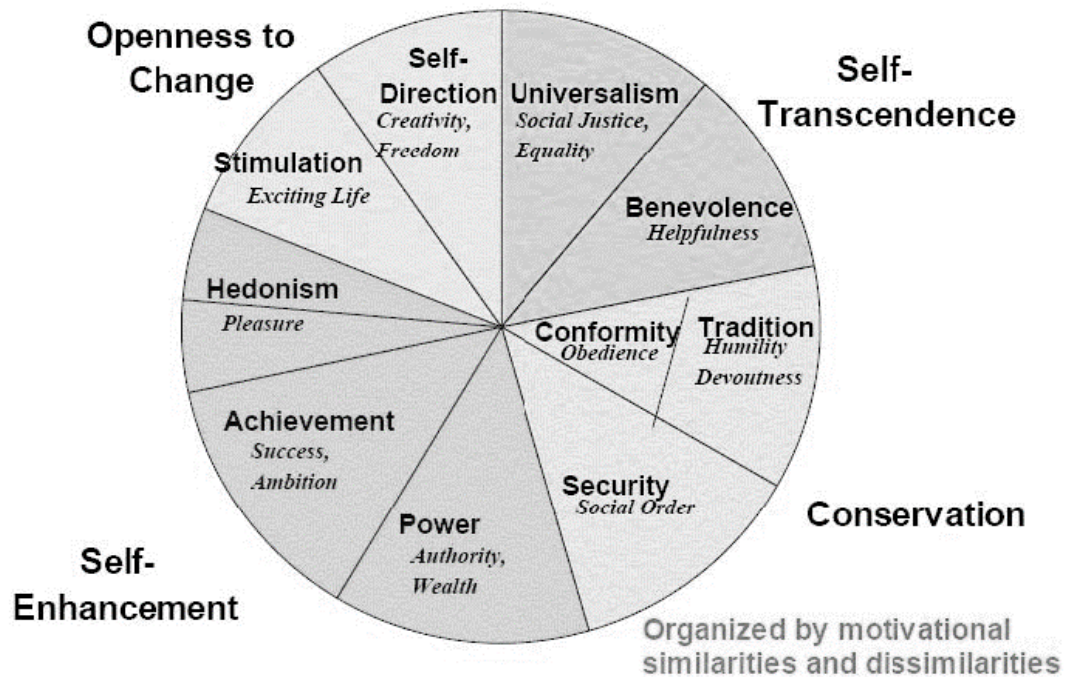 Openness to
Change
Self-
Transcendence
Conservation
Self-
Enhancement
Self-
Direction
Creativity,
Freedom
Universalism
Social Justice,
Equality
Benevolence
Helpfulness
Conformity
Obedience
Tradition
Humility
Devoutness
Security
Social Order
Power
Authority,
Wealth
Achievement
Success,
Ambition
Hedonism
Pleasure
Stimulation
Exciting Life
Organized by motivational
similarities and dissimilarities